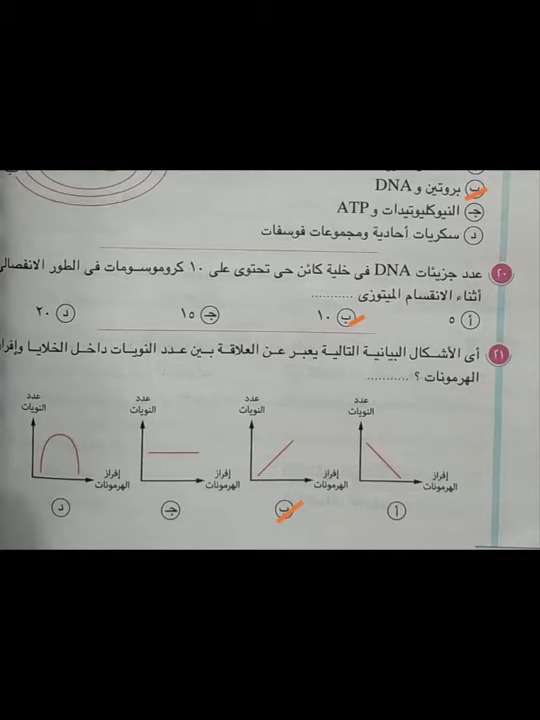 ب بروتين و DNA
ج النيوكليوتيدات و ATP
د سكريات أحادية ومجموعات فوسفات
٢٠ عدد جزيئات DNA فى خلية كائن حى تحتوى على ١٠ كروموسومات فى الطور الانفصالى
أثناء الانقسام الميتوزى ...........
أ ٥ ب ١٠ ج ١٥ د ٢٠
٢١ أى الأشكال البيانية التالية يعبر عن العلاقة بين عدد النويات داخل الخلايا وإفراز
الهرمونات ؟ ...........
عدد النويات
إفراز الهرمونات
أ
عدد النويات
إفراز الهرمونات
ب
عدد النويات
إفراز الهرمونات
ج
عدد النويات
إفراز الهرمونات
د